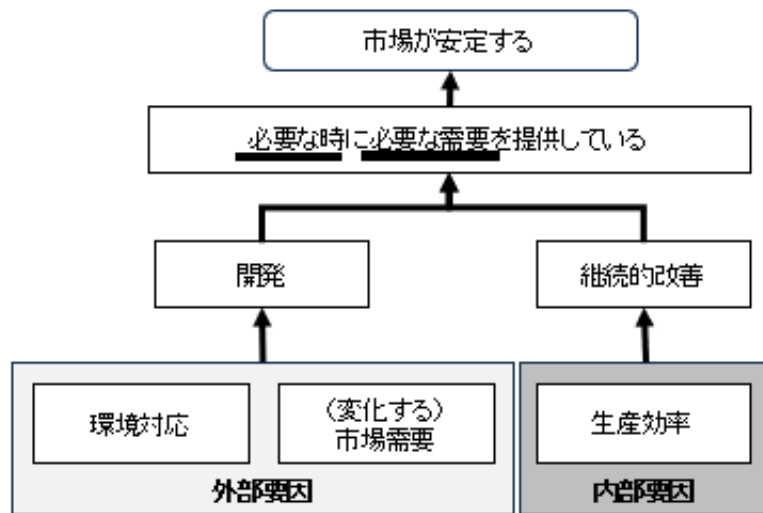 市場が安定する
必要な時に必要な需要を提供している
開発
継続的改善
環境対応
(変化する)
市場需要
生産効率
外部要因
内部要因